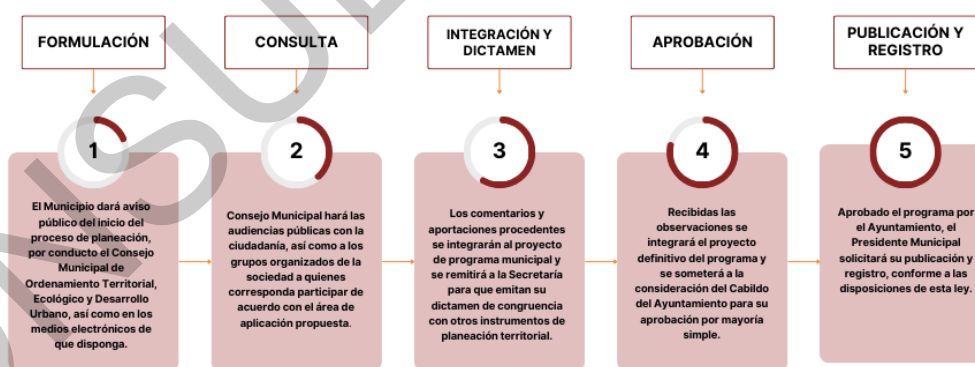 FORMULACIÓN
1
El Municipio dará aviso
público del inicio del
proceso de planeación,
por conducto el Consejo
Municipal de
Ordenamiento Territorial,
Ecológico y Desarrollo
Urbano, así como en los
medios electrónicos de
que disponga.
CONSULTA
2
Consejo Municipal hará las
audiencias públicas con la
ciudadanía, así como a los
grupos organizados de la
sociedad a quienes
corresponda participar de
acuerdo con el área de
aplicación propuesta.
INTEGRACIÓN Y
DICTAMEN
3
Los comentarios y
aportaciones procedentes
se integrarán al proyecto
de programa municipal y
se remitirá a la Secretaría
para que emitan su
dictamen de congruencia
con otros instrumentos de
planeación territorial.
APROBACIÓN
4
Recibidas las
observaciones se
integrará el proyecto
definitivo del programa y
se someterá a la
consideración del Cabildo
del Ayuntamiento para su
aprobación por mayoría
simple.
PUBLICACIÓN Y
REGISTRO
5
Aprobado el programa por
el Ayuntamiento, el
Presidente Municipal
solicitará su publicación y
registro, conforme a las
disposiciones de esta ley.